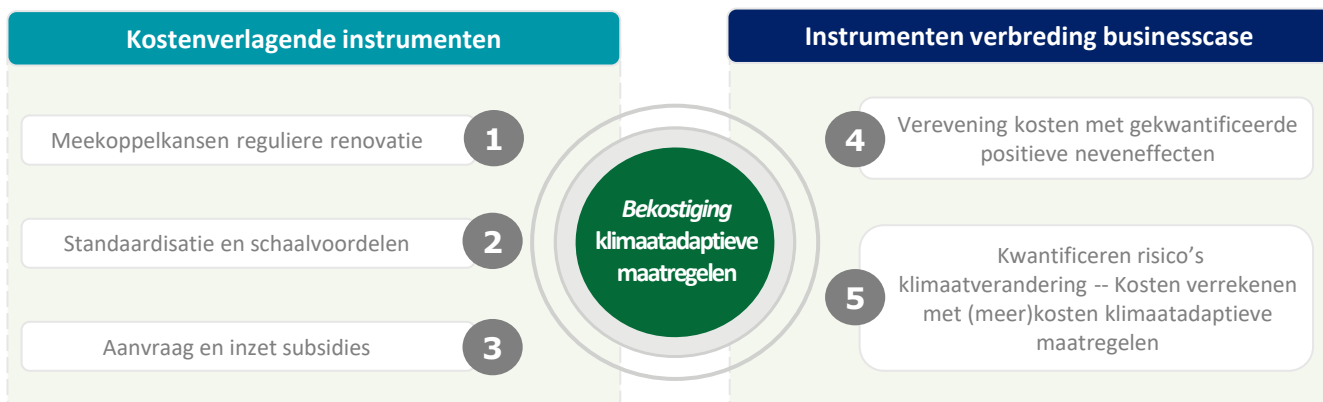 Kostenverlagende instrumenten
Meekoppelkansen reguliere renovatie
1
Standaardisatie en schaalvoordelen
2
Aanvraag en inzet subsidies
3
Bekostiging
klimaatadaptieve
maatregelen
Instrumenten verbreding businesscase
4
Verevening kosten met gekwantificeerde
positieve neveneffecten
5
Kwantificeren risico's
klimaatverandering -- Kosten verrekenen
met (meer)kosten klimaatadaptieve
maatregelen